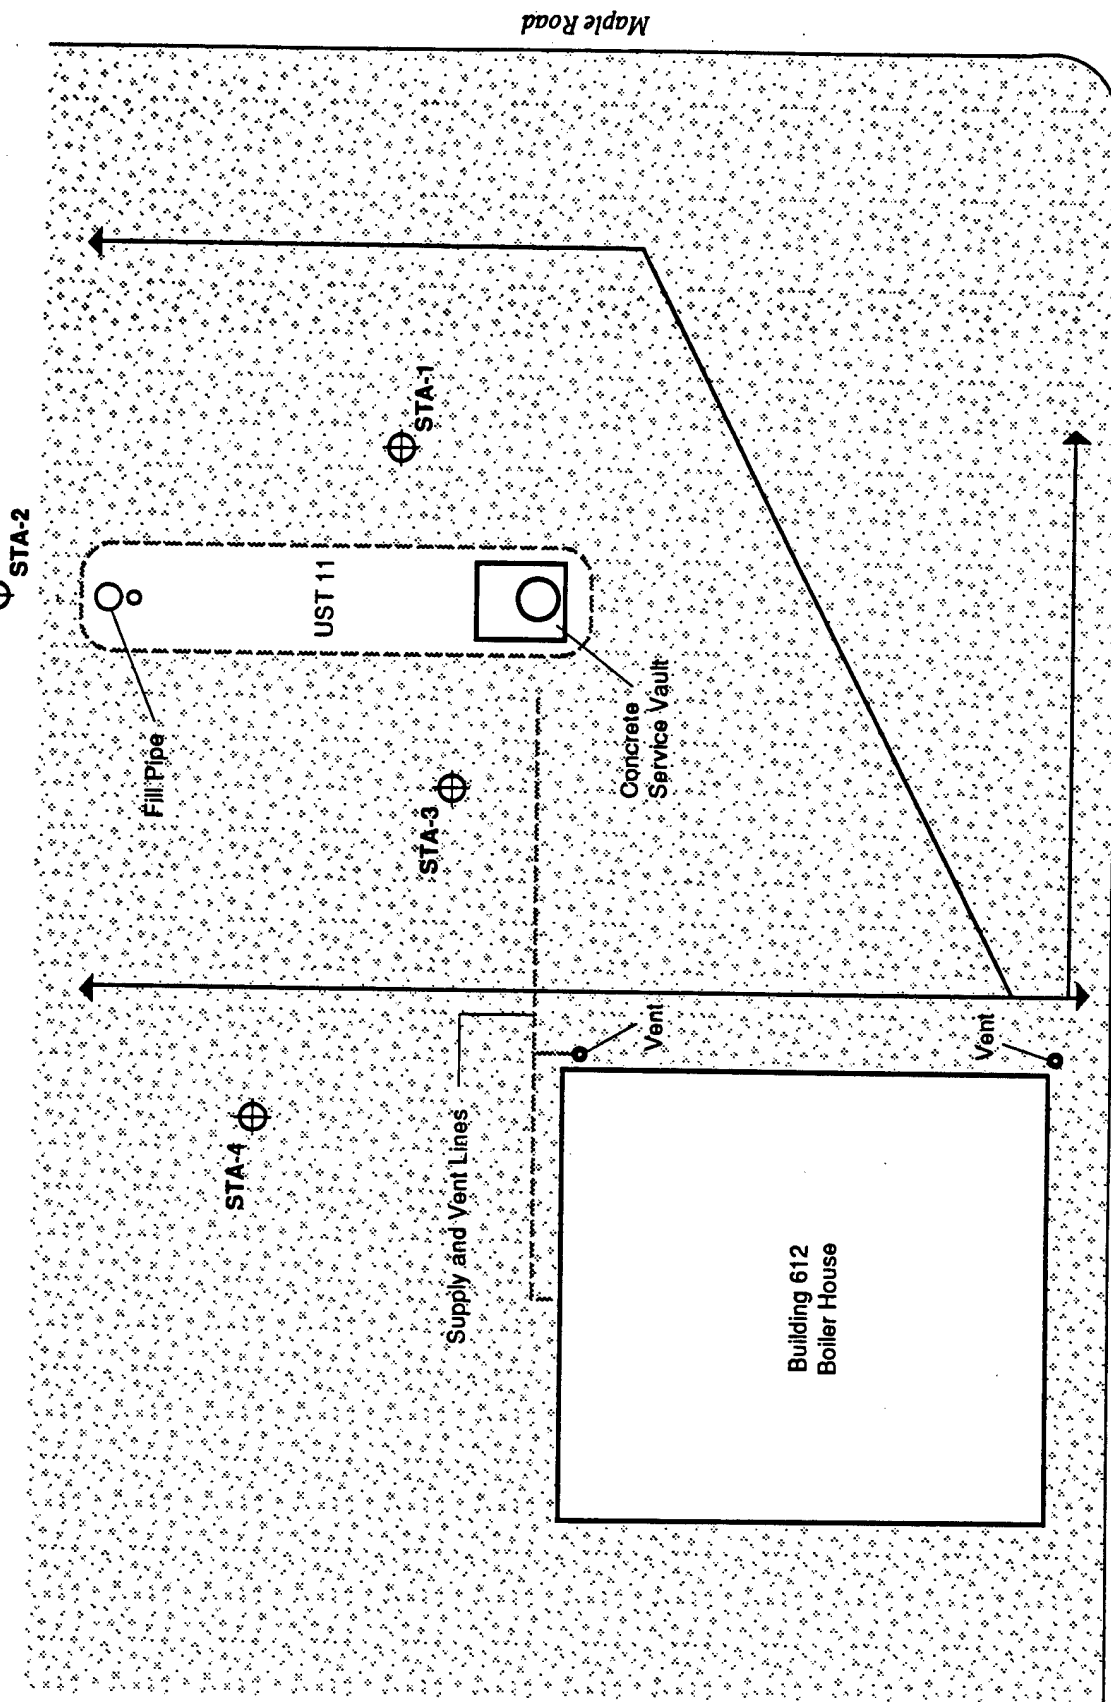 Maple Road
STA-2
STA-1
UST 11
Fill Pipe
Concrete
Service Vault
STA-3
Vent
Vent
STA-4
Supply and Vent Lines
Building 612
Boiler House